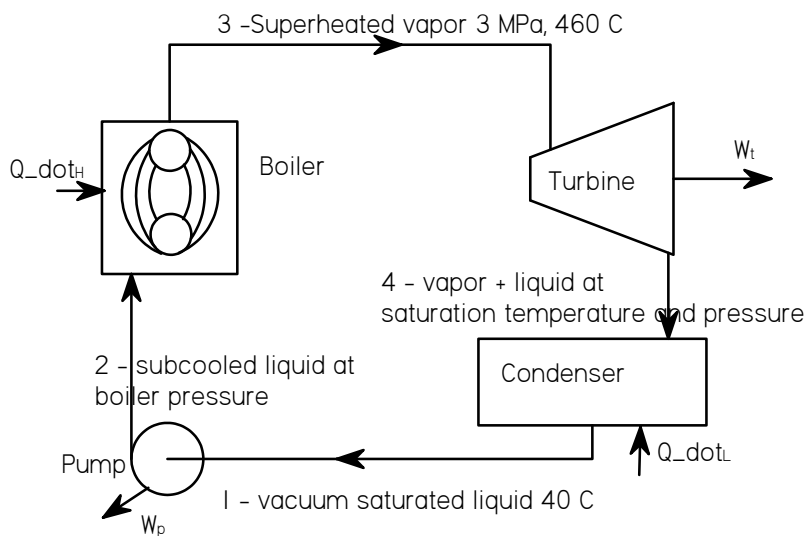 3 -Superheated vapor 3 MPa, 460 C
Q_dotH
Boiler
Wt
Turbine
4 - vapor + liquid at
saturation temperature and pressure
2 - subcooled liquid at
boiler pressure
Condenser
Pump
Q_dotL
1 - vacuum saturated liquid 40 C
Wp